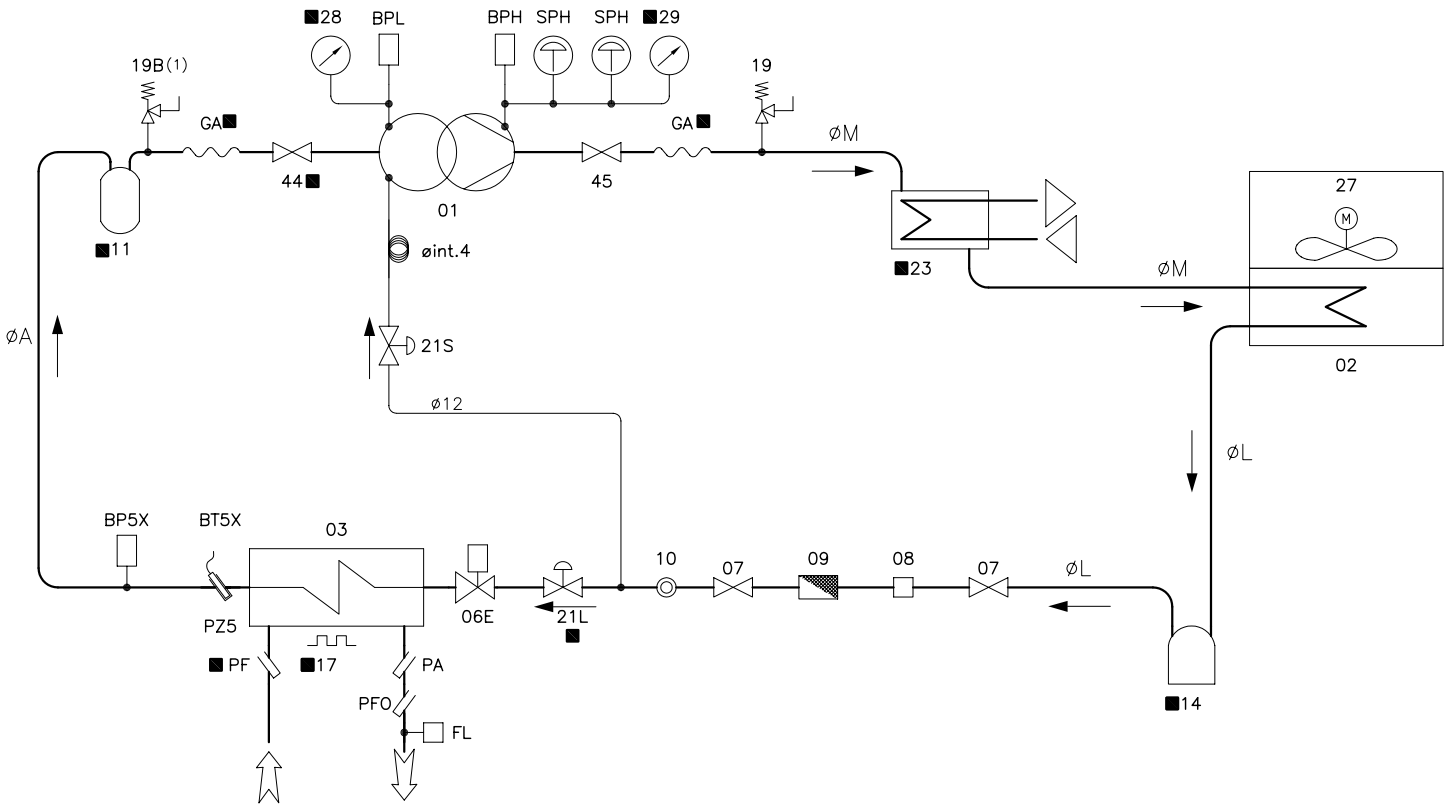 ■28
BPL
BPH
SPH
SPH
■29
19B(1)
19
GA■
GA■
øM
44■
45
01
27
M
■11
øint.4
■23
øM
øA
21S
02
ø12
øL
BP5X
BT5X
03
10
07
09
08
07
øL
06E
21L
■
PZ5
■PF
■17
PA
PFO
FL
■14